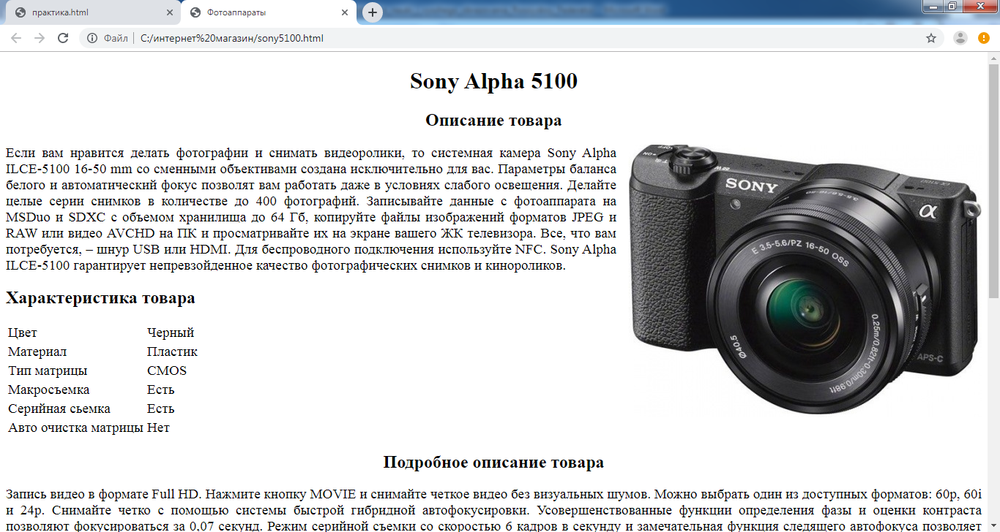 практика.html
Фотоаппараты
Файл
C:/интернет%20магазин/sony5100.html
Sony Alpha 5100
Описание товара
Если вам нравится делать фотографии и снимать видеоролики, то системная камера Sony Alpha
ILCE-5100 16-50 mm со сменными объективами создана исключительно для вас. Параметры баланса
белого и автоматический фокус позволят вам работать даже в условиях слабого освещения. Делайте
целые серии снимков в количестве до 400 фотографий. Записывайте данные с фотоаппарата на
MSDuo и SDXC с объемом хранилища до 64 Гб, копируйте файлы изображений форматов JPEG и
RAW или видео AVCHD на ПК и просматривайте их на экране вашего ЖК телевизора. Все, что вам
потребуется, – шнур USB или HDMI. Для беспроводного подключения используйте NFC. Sony Alpha
ILCE-5100 гарантирует непревзойденное качество фотографических снимков и кинороликов.
OFF
ON
SONY
α
3.5-5.6/PZ 16-50
E 3.5-5.6/PZ 16-50 OSS
0.25m/0.82ft-0.30m/0.98ft
Ø40.5
APS-C
Характеристика товара
Цвет Черный
Материал Пластик
Тип матрицы CMOS
Макросъемка Есть
Серийная сьемка Есть
Авто очистка матрицы Нет
Подробное описание товара
Запись видео в формате Full HD. Нажмите кнопку MOVIE и снимайте четкое видео без визуальных шумов. Можно выбрать один из доступных форматов: 60p, 60i
и 24p. Снимайте четко с помощью системы быстрой гибридной автофокусировки. Усовершенствованные функции определения фазы и оценки контраста
позволяют фокусироваться за 0,07 секунд. Режим серийной съемки со скоростью 6 кадров в секунду и замечательная функция следящего автофокуса позволяет